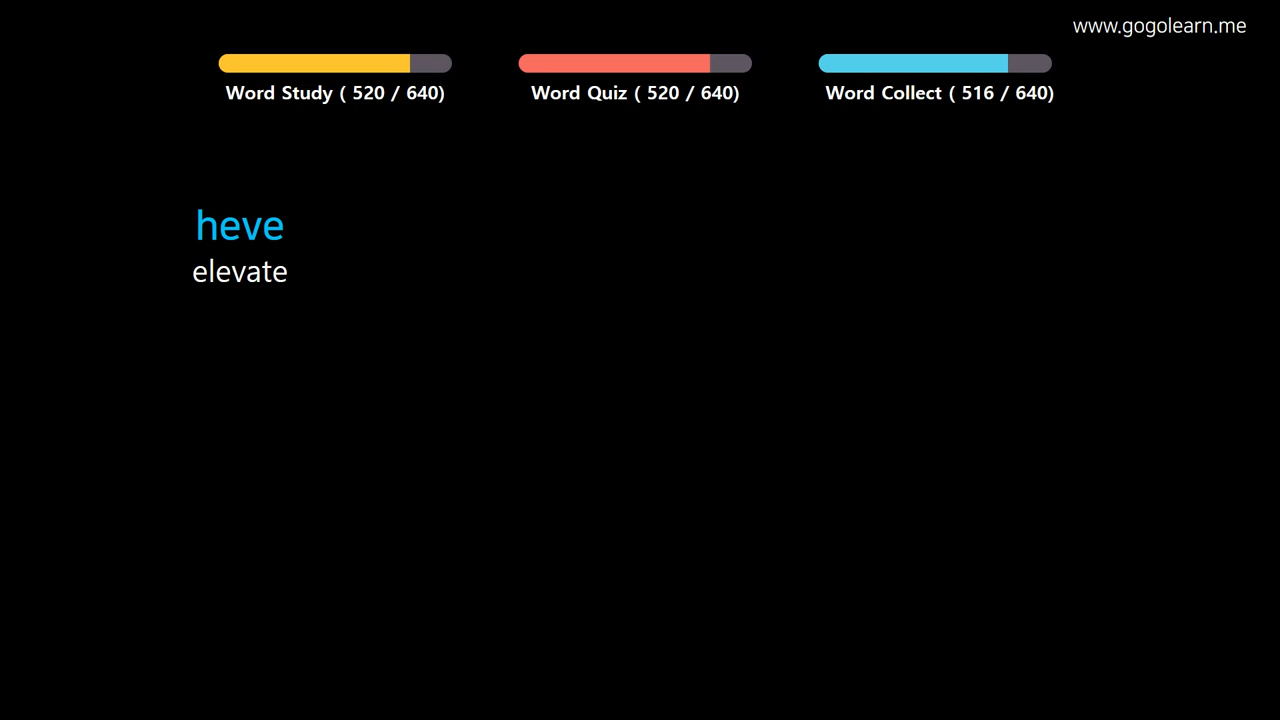 www.gogolearn.me
Word Study ( 520 / 640)
Word Quiz ( 520 / 640)
Word Collect ( 516 / 640)
heve
elevate